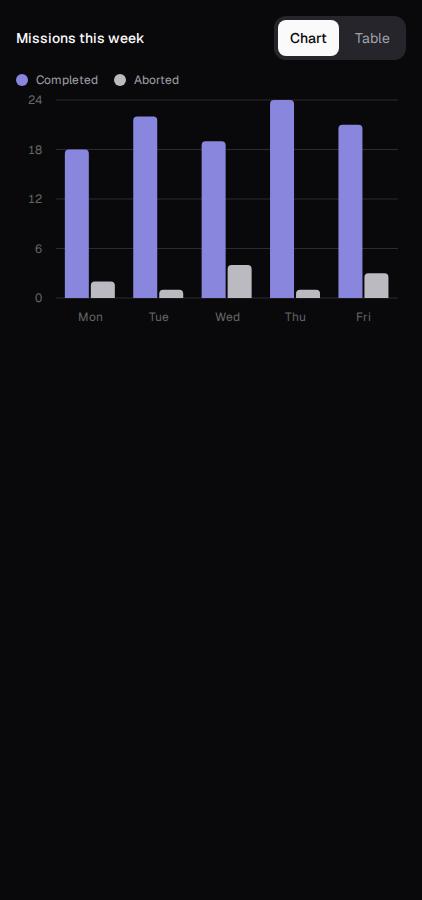 Missions this week
Chart Table
Completed Aborted
24
18
12
6
0
Mon Tue Wed Thu Fri